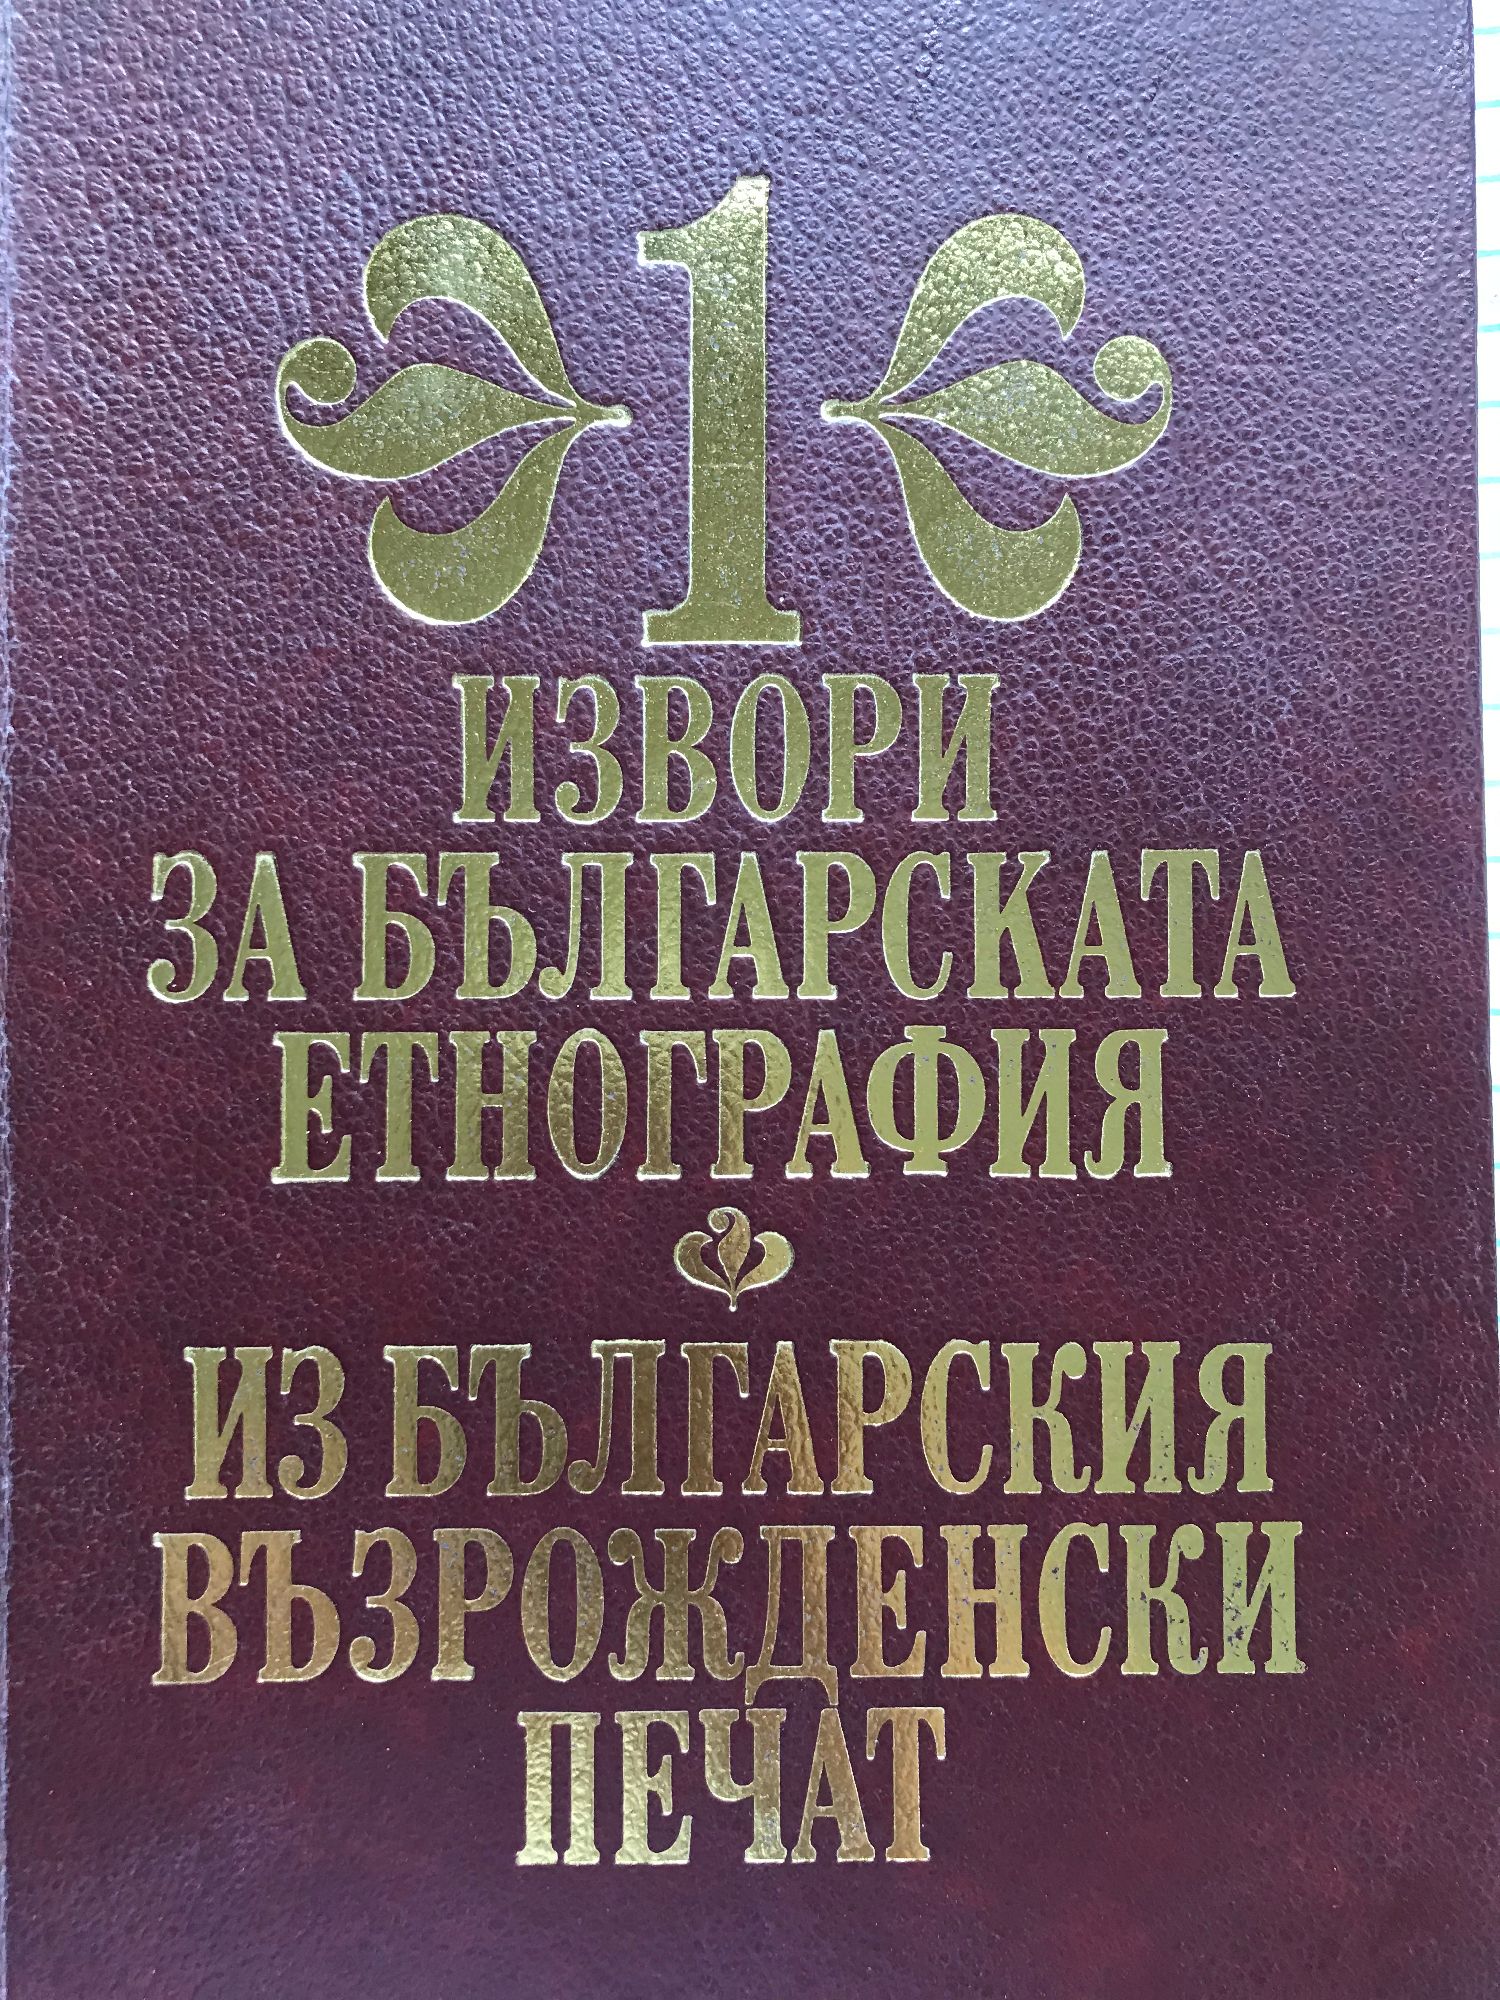 1
ИЗВОРИ
ЗА БЪЛГАРСКАТА
ЕТНОГРАФИЯ
ИЗ БЪЛГАРСКИЯ
ВЪЗРОЖДЕНСКИ
ПЕЧАТ